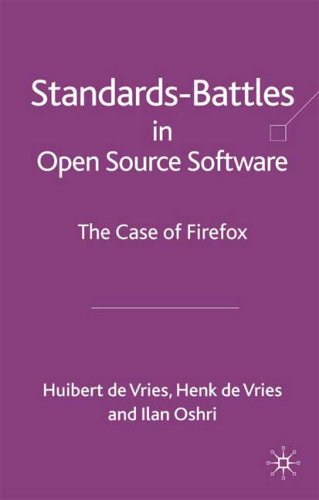 Standards-Battles
in
Open Source Software
The Case of Firefox
Huibert de Vries, Henk de Vries
and Ilan Oshri